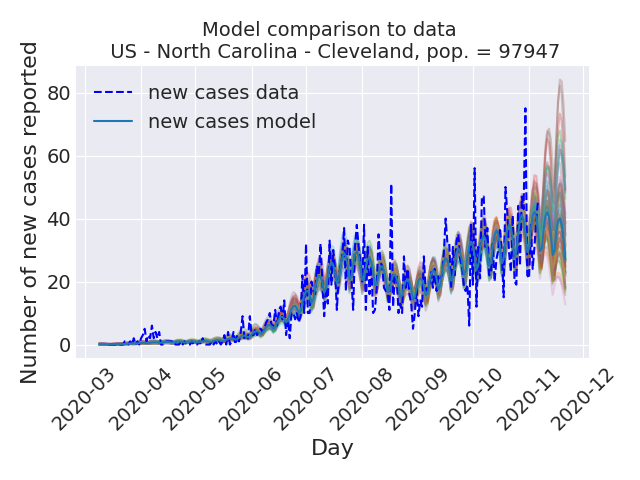 Model comparison to data
US - North Carolina - Cleveland, pop. = 97947
Number of new cases reported
80
60
40
20
0
new cases data
new cases model
2020-03
2020-04
2020-05
2020-06
2020-07
2020-08
2020-09
2020-10
2020-11
2020-12
Day